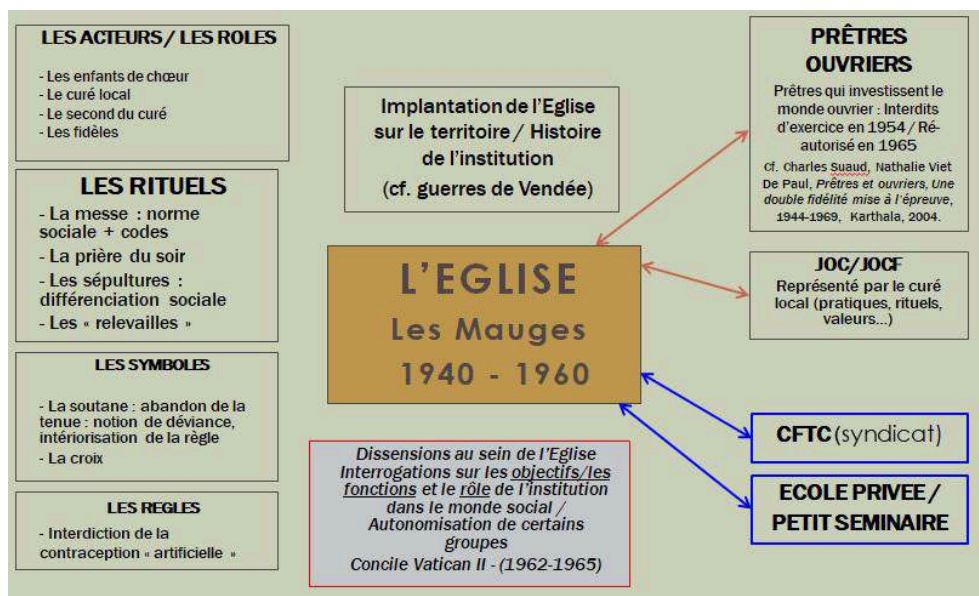 LES ACTEURS / LES ROLES
- Les enfants de chœur
- Le curé local
- Le second du curé
- Les fidèles
LES RITUELS
- La messe : norme
sociale + codes
- La prière du soir
- Les sépultures :
différenciation sociale
- Les « relevailles »
LES SYMBOLES
- La soutane : abandon de la
tenue : notion de déviance,
intériorisation de la règle
- La croix
LES REGLES
- Interdiction de la
contraception « artificielle »
Implantation de l'Eglise
sur le territoire / Histoire
de l'institution
(cf. guerres de Vendée)
L'EGLISE
Les Mauges
1940 - 1960
Dissensions au sein de l'Eglise
Interrogations sur les objectifs/les
fonctions et le rôle de l'institution
dans le monde social /
Autonomisation de certains
groupes
Concile Vatican II - (1962-1965)
PRÊTRES
OUVRIERS
Prêtres qui investissent le
monde ouvrier : Interdits
d'exercice en 1954 / Ré-
autorisé en 1965
Cf. Charles Suaud, Nathalie Viet
De Paul, Prêtres et ouvriers, Une
double fidélité mise à l'épreuve,
1944-1969, Karthala, 2004.
JOC/JOCF
Représenté par le curé
local (pratiques, rituels,
valeurs...)
CFTC (syndicat)
ECOLE PRIVEE /
PETIT SEMINAIRE